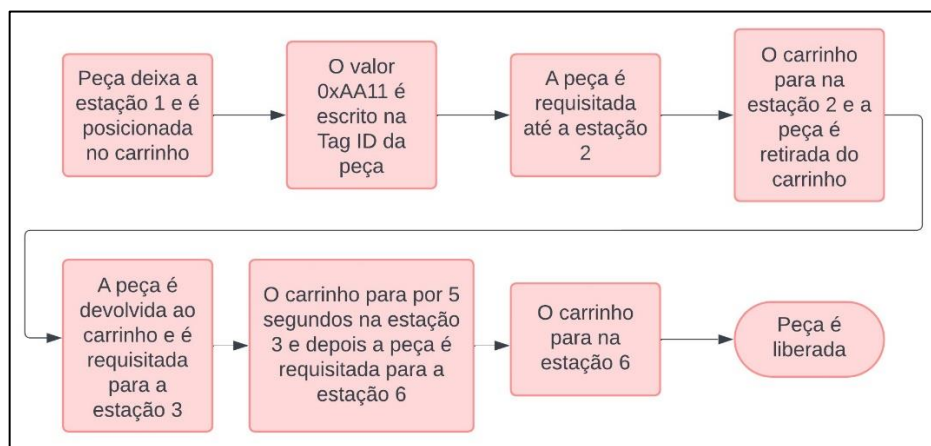 Peça deixa a
estação 1 e é
posicionada
no carrinho
O valor
0xAA11 é
escrito na
Tag ID da
peça
A peça é
requisitada
até a estação
2
O carrinho
para na
estação 2 e a
peça é
retirada do
carrinho
A peça é
devolvida ao
carrinho e é
requisitada
para a
estação 3
O carrinho para por 5
segundos na estação
3 e depois a peça é
requisitada para a
estação 6
O carrinho
para na
estação 6
Peça é
liberada